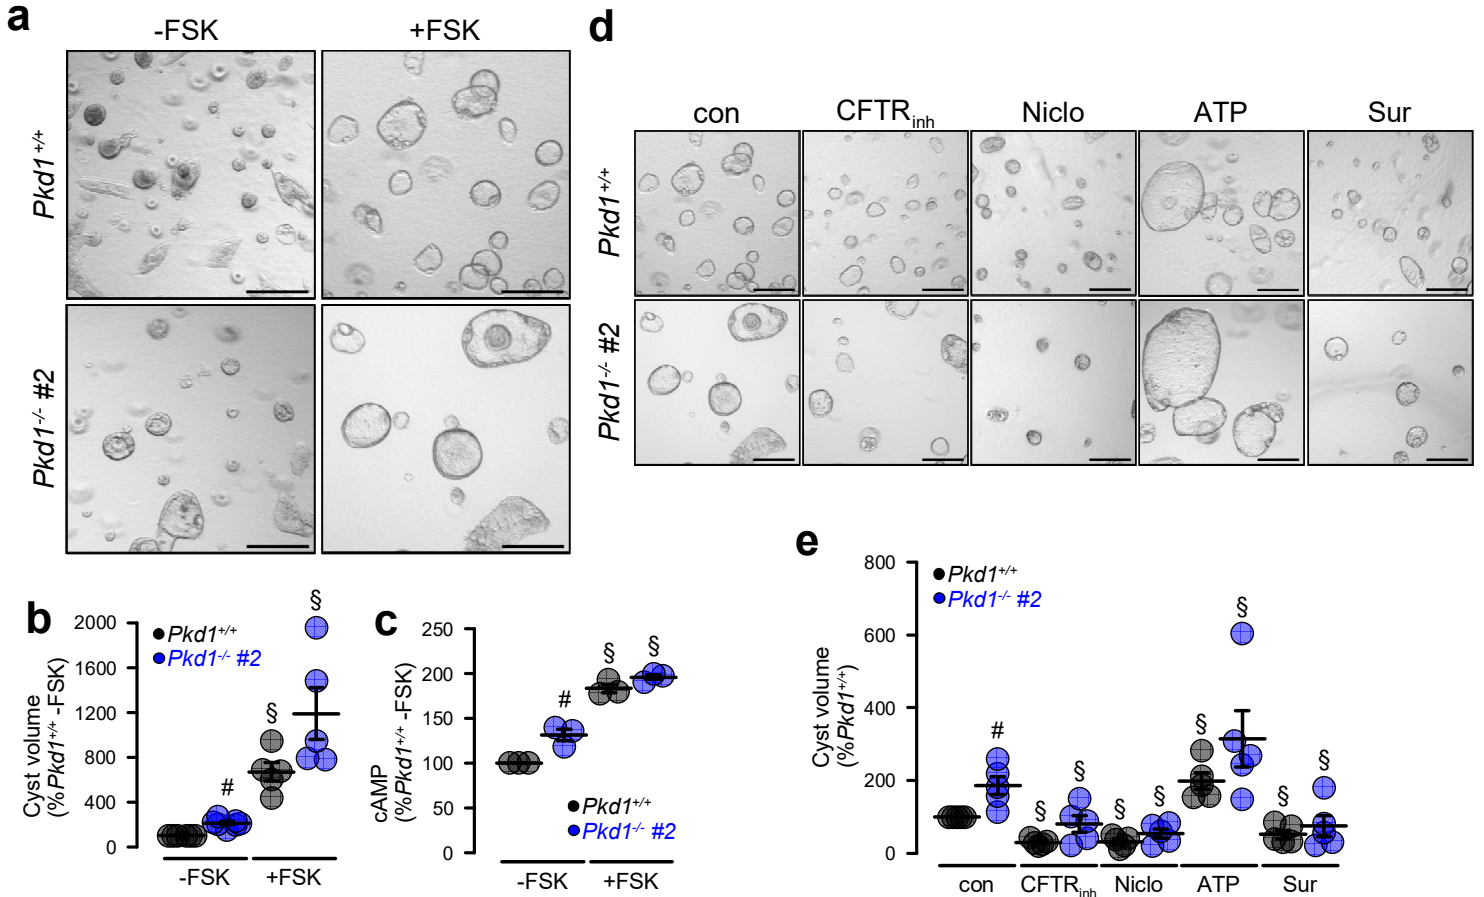 a
-FSK
+FSK
Pkd1+/+
Pkd1-/- #2
b
Cyst volume
(%Pkd1+/+ -FSK)
2000
1600
1200
800
400
0
Pkd1+/+
Pkd1-/- #2
#
§
§
-FSK
+FSK
c
cAMP
(%Pkd1+/+ -FSK)
250
200
150
100
50
0
#
§
§
Pkd1+/+
Pkd1-/- #2
-FSK
+FSK
d
con
CFTRinh
Niclo
ATP
Sur
Pkd1+/+
Pkd1-/- #2
e
Cyst volume
(%Pkd1+/+)
800
600
400
200
0
Pkd1+/+
Pkd1-/- #2
#
§
§
§
§
§
§
§
§
con
CFTRinh
Niclo
ATP
Sur